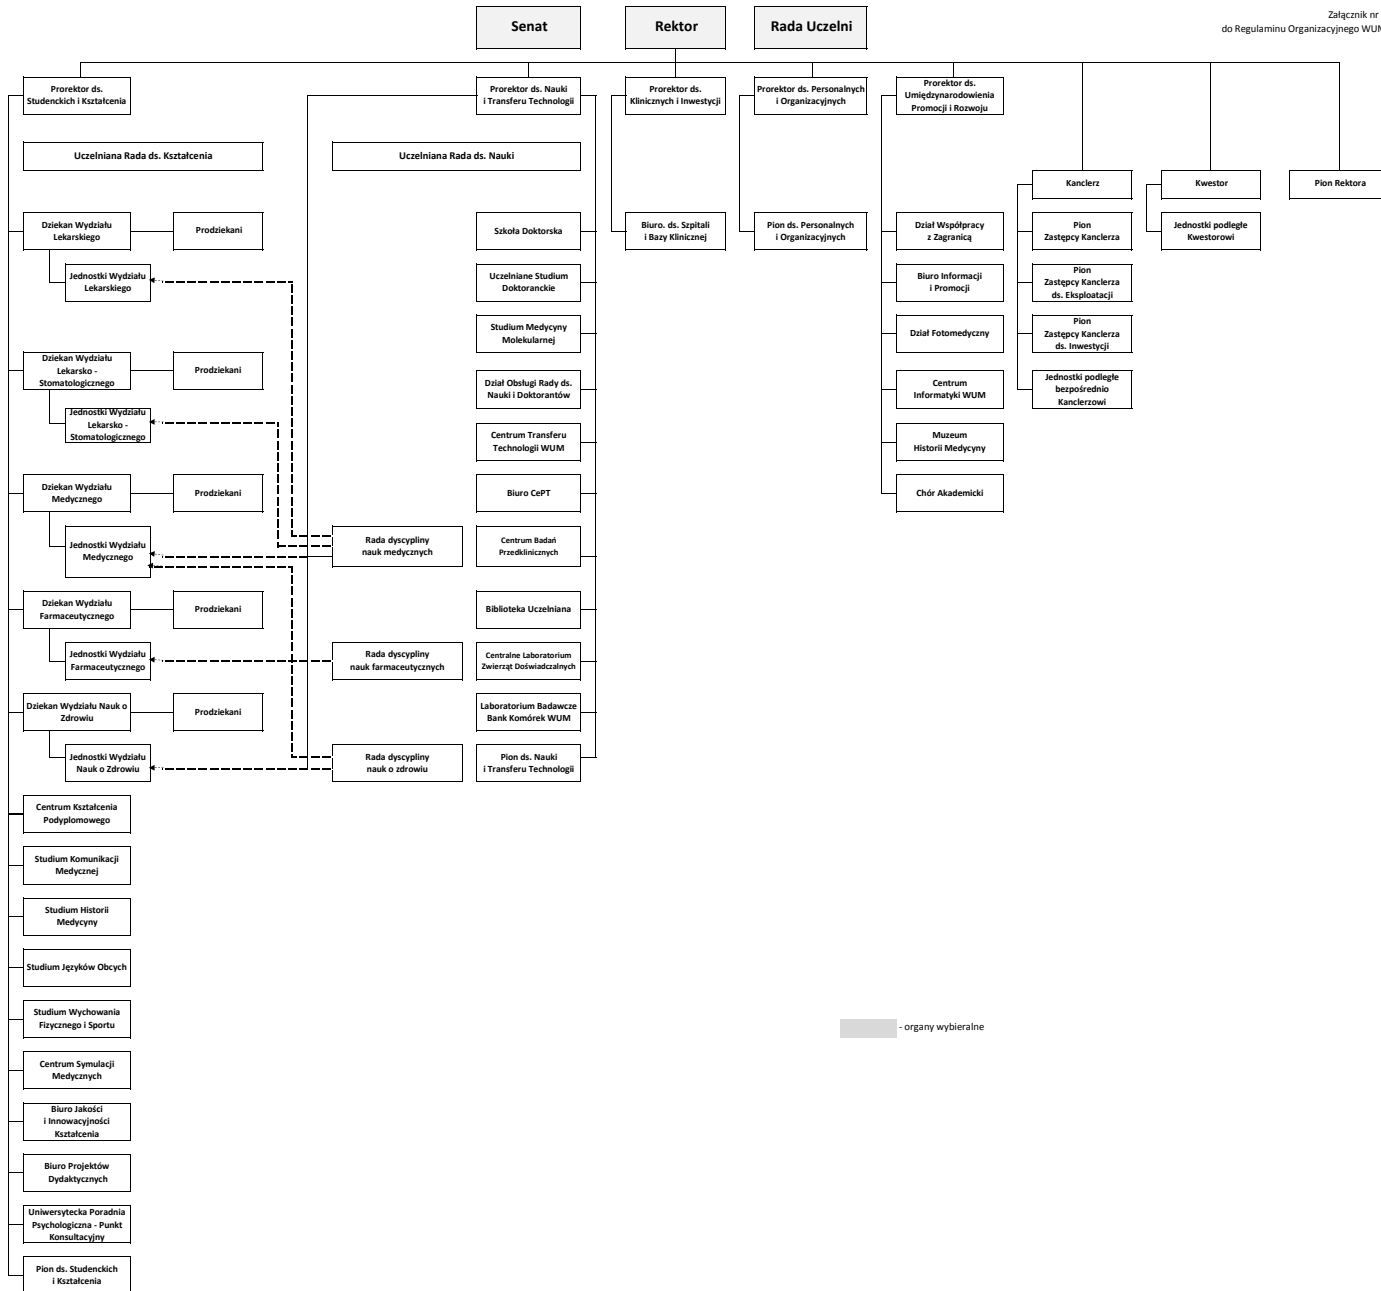 Senat
Rektor
Rada Uczelni
Załącznik nr
do Regulaminu Organizacyjnego WUM
Prorektor ds.
Studenckich i Kształcenia
Prorektor ds. Nauki
i Transferu Technologii
Prorektor ds.
Klinicznych i Inwestycji
Prorektor ds. Personalnych
i Organizacyjnych
Prorektor ds.
Umiędzynarodowienia
Promocji i Rozwoju
Uczelniana Rada ds. Kształcenia
Uczelniana Rada ds. Nauki
Kanclerz
Kwestor
Pion Rektora
Dziekan Wydziału
Lekarskiego
Prodziekani
Szkoła Doktorska
Biuro. ds. Szpitali
i Bazy Klinicznej
Pion ds. Personalnych
i Organizacyjnych
Dział Współpracy
z Zagranicą
Pion
Zastępcy Kanclerza
Jednostki podległe
Kwestorowi
Jednostki Wydziału
Lekarskiego
Uczelniane Studium
Doktoranckie
Biuro Informacji
i Promocji
Pion
Zastępcy Kanclerza
ds. Eksploatacji
Studium Medycyny
Molekularnej
Dział Fotomedyczny
Pion
Zastępcy Kanclerza
ds. Inwestycji
Dziekan Wydziału
Lekarsko -
Stomatologicznego
Prodziekani
Dział Obsługi Rady ds.
Nauki i Doktorantów
Centrum
Informatyki WUM
Jednostki podległe
bezpośrednio
Kanclerzowi
Jednostki Wydziału
Lekarsko -
Stomatologicznego
Centrum Transferu
Technologii WUM
Muzeum
Historii Medycyny
Dziekan Wydziału
Medycznego
Prodziekani
Biuro CePT
Chór Akademicki
Jednostki Wydziału
Medycznego
Rada dyscypliny
nauk medycznych
Centrum Badań
Przedklinicznych
Dziekan Wydziału
Farmaceutycznego
Prodziekani
Biblioteka Uczelniana
Jednostki Wydziału
Farmaceutycznego
Rada dyscypliny
nauk farmaceutycznych
Centralne Laboratorium
Zwierząt Doświadczalnych
Dziekan Wydziału Nauk o
Zdrowiu
Prodziekani
Laboratorium Badawcze
Bank Komórek WUM
Jednostki Wydziału
Nauk o Zdrowiu
Rada dyscypliny
nauk o zdrowiu
Pion ds. Nauki
i Transferu Technologii
Centrum Kształcenia
Podyplomowego
Studium Komunikacji
Medycznej
Studium Historii
Medycyny
Studium Języków Obcych
Studium Wychowania
Fizycznego i Sportu
- organy wybieralne
Centrum Symulacji
Medycznych
Biuro Jakości
i Innowacyjności
Kształcenia
Biuro Projektów
Dydaktycznych
Uniwersytecka Poradnia
Psychologiczna - Punkt
Konsultacyjny
Pion ds. Studenckich
i Kształcenia